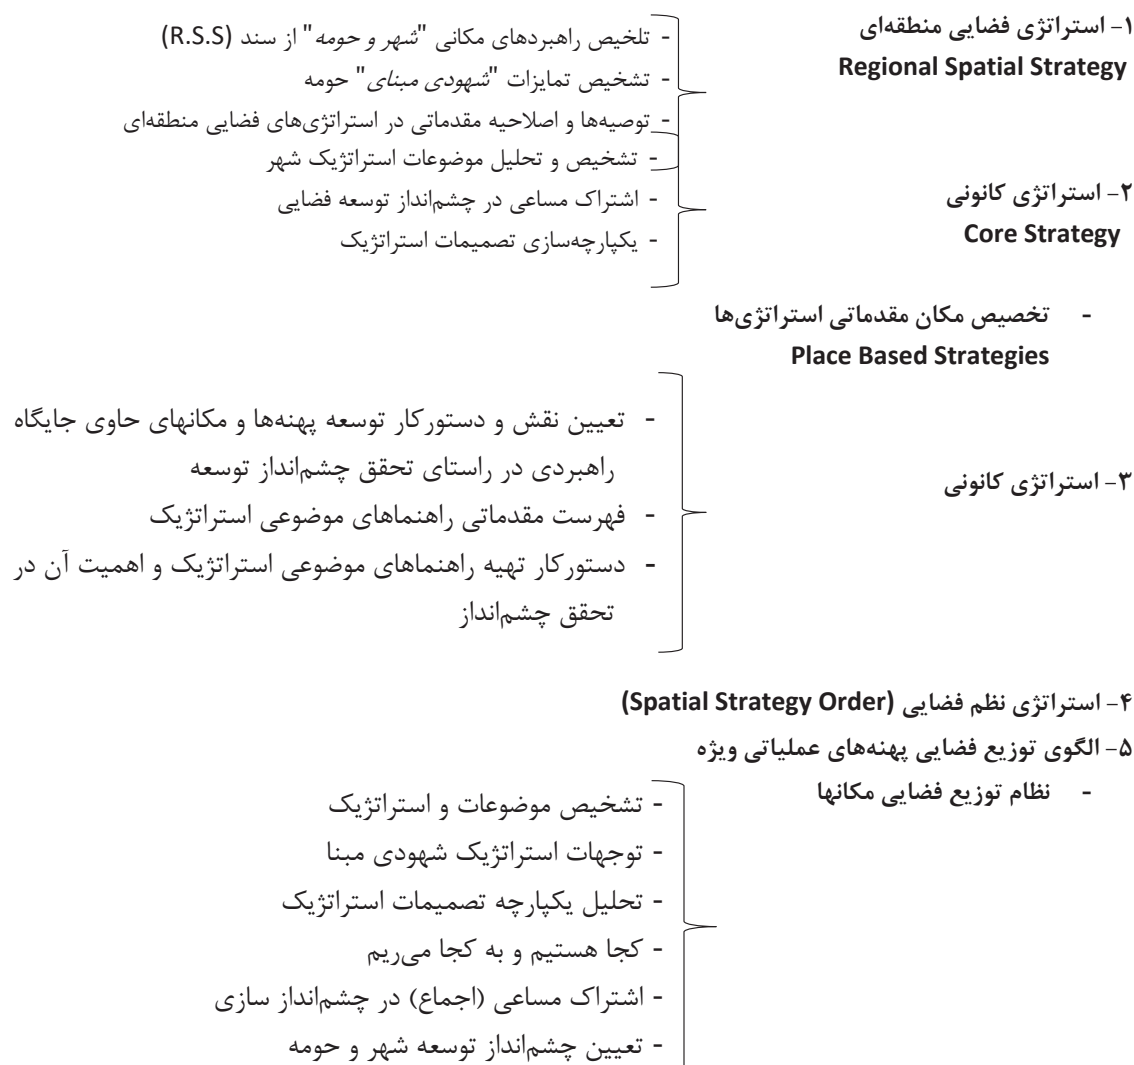 ۱- استراتژی فضایی منطقه‌ای
Regional Spatial Strategy
- تلخیص راهبردهای مکانی "شهر و حومه" از سند (R.S.S)
- تشخیص تمایزات "شهودی مبنای" حومه
- توصیه‌ها و اصلاحیه مقدماتی در استراتژی‌های فضایی منطقه‌ای
۲- استراتژی کانونی
Core Strategy
- تشخیص و تحلیل موضوعات استراتژیک شهر
- اشتراک مساعی در چشم‌انداز توسعه فضایی
- یکپارچه‌سازی تصمیمات استراتژیک
- تخصیص مکان مقدماتی استراتژی‌ها
Place Based Strategies
۳- استراتژی کانونی
- تعیین نقش و دستورکار توسعه پهنه‌ها و مکانهای حاوی جایگاه
راهبردی در راستای تحقق چشم‌انداز توسعه
- فهرست مقدماتی راهنماهای موضوعی استراتژیک
- دستورکار تهیه راهنماهای موضوعی استراتژیک و اهمیت آن در
تحقق چشم‌انداز
۴- استراتژی نظم فضایی (Spatial Strategy Order)
۵- الگوی توزیع فضایی پهنه‌های عملیاتی ویژه
- نظام توزیع فضایی مکانها
- تشخیص موضوعات و استراتژیک
- توجهات استراتژیک شهودی مبنا
- تحلیل یکپارچه تصمیمات استراتژیک
- کجا هستیم و به کجا می‌ریم
- اشتراک مساعی (اجماع) در چشم‌انداز سازی
- تعیین چشم‌انداز توسعه شهر و حومه